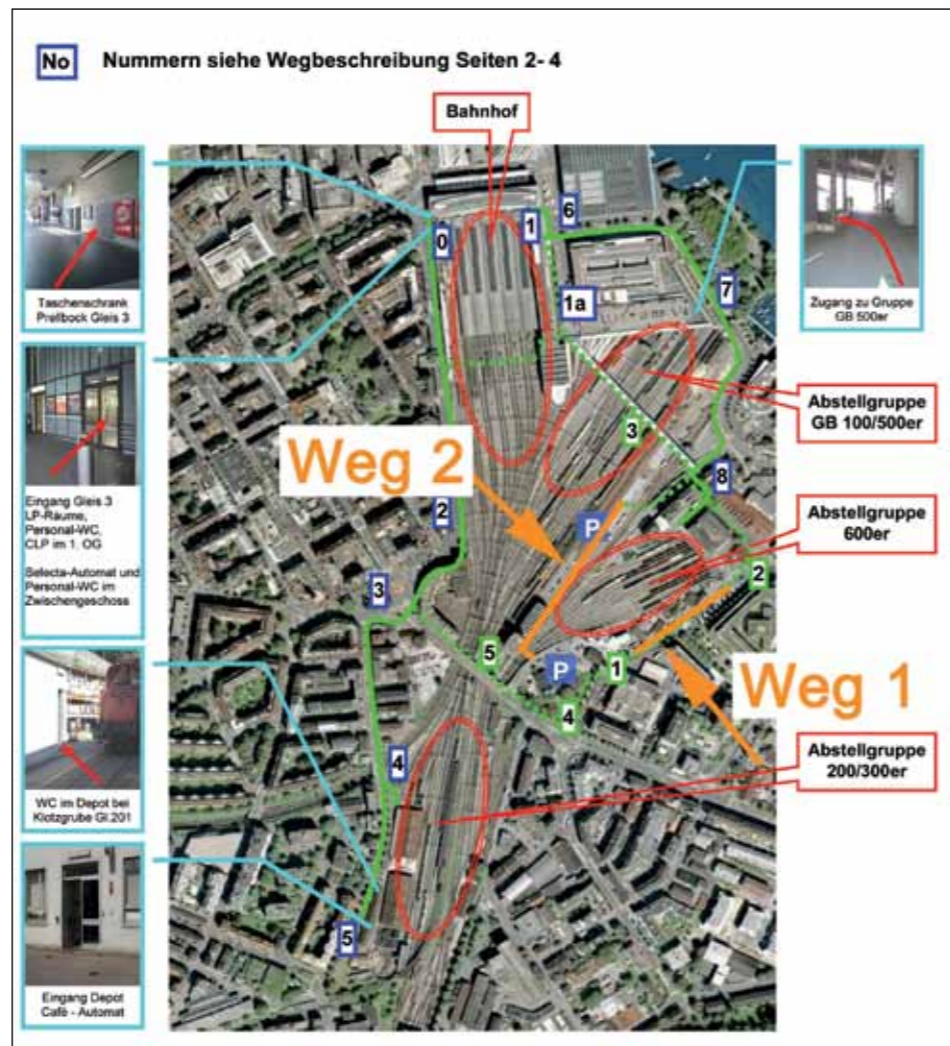 No Nummern siehe Wegbeschreibung Seiten 2- 4
Bahnhof
Taschenschrank
Prellbock Gleis 3
Eingang Gleis 3
LP-Räume,
Personal-WC,
CLP im 1. OG
Selecta-Automat und
Personal-WC im
Zwischengeschoss
WC im Depot bei
Klotzgrube Gl.201
Eingang Depot
Café - Automat
0
1
6
1a
7
Zugang zu Gruppe
GB 500er
Abstellgruppe
GB 100/500er
3
Weg 2
2
8
P
Abstellgruppe
600er
3
2
5
P
1
Weg 1
4
4
Abstellgruppe
200/300er
5